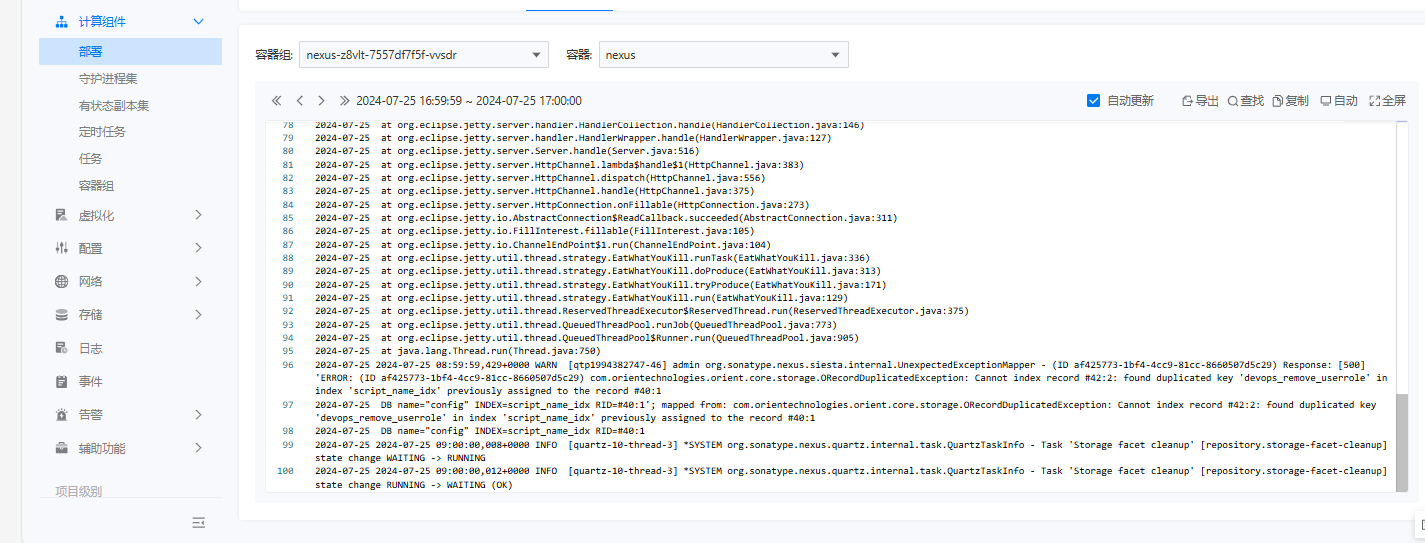 计算组件
部署
守护进程集
有状态副本集
定时任务
任务
容器组
虚拟化
配置
网络
存储
日志
事件
告警
辅助功能
项目级别
容器组: nexus-z8vlt-7557df7f5f-vvsdr 容器: nexus
2024-07-25 16:59:59 ~ 2024-07-25 17:00:00 自动更新 导出 查找 复制 自动 全屏
78 2024-07-25 at org.eclipse.jetty.server.handler.HandlerCollection.handle(HandlerCollection.java:146)
79 2024-07-25 at org.eclipse.jetty.server.handler.HandlerWrapper.handle(HandlerWrapper.java:127)
80 2024-07-25 at org.eclipse.jetty.server.Server.handle(Server.java:516)
81 2024-07-25 at org.eclipse.jetty.server.HttpChannel.lambda$handle$1(HttpChannel.java:383)
82 2024-07-25 at org.eclipse.jetty.server.HttpChannel.dispatch(HttpChannel.java:556)
83 2024-07-25 at org.eclipse.jetty.server.HttpChannel.handle(HttpChannel.java:375)
84 2024-07-25 at org.eclipse.jetty.server.HttpConnection.onFillable(HttpConnection.java:273)
85 2024-07-25 at org.eclipse.jetty.io.AbstractConnection$ReadCallback.succeeded(AbstractConnection.java:311)
86 2024-07-25 at org.eclipse.jetty.io.FillInterest.fillable(FillInterest.java:105)
87 2024-07-25 at org.eclipse.jetty.io.ChannelEndPoint$1.run(ChannelEndPoint.java:104)
88 2024-07-25 at org.eclipse.jetty.util.thread.strategy.EatWhatYouKill.runTask(EatWhatYouKill.java:336)
89 2024-07-25 at org.eclipse.jetty.util.thread.strategy.EatWhatYouKill.doProduce(EatWhatYouKill.java:313)
90 2024-07-25 at org.eclipse.jetty.util.thread.strategy.EatWhatYouKill.tryProduce(EatWhatYouKill.java:171)
91 2024-07-25 at org.eclipse.jetty.util.thread.strategy.EatWhatYouKill.run(EatWhatYouKill.java:129)
92 2024-07-25 at org.eclipse.jetty.util.thread.ReservedThreadExecutor$ReservedThread.run(ReservedThreadExecutor.java:375)
93 2024-07-25 at org.eclipse.jetty.util.thread.QueuedThreadPool.runJob(QueuedThreadPool.java:773)
94 2024-07-25 at org.eclipse.jetty.util.thread.QueuedThreadPool$Runner.run(QueuedThreadPool.java:905)
95 2024-07-25 at java.lang.Thread.run(Thread.java:750)
96 2024-07-25 2024-07-25 08:59:59,429+0000 WARN [qtp1994382747-46] admin org.sonatype.nexus.siesta.internal.UnexpectedExceptionMapper - (ID af425773-1bf4-4cc9-81cc-8660507d5c29) Response: [500]
'ERROR: (ID af425773-1bf4-4cc9-81cc-8660507d5c29) com.orientechnologies.orient.core.storage.ORecordDuplicatedException: Cannot index record #42:2: found duplicated key 'devops_remove_userrole' in
index 'script_name_idx' previously assigned to the record #40:1
97 2024-07-25 DB name="config" INDEX=script_name_idx RID=#40:1'; mapped from: com.orientechnologies.orient.core.storage.ORecordDuplicatedException: Cannot index record #42:2: found duplicated key
'devops_remove_userrole' in index 'script_name_idx' previously assigned to the record #40:1
98 2024-07-25 DB name="config" INDEX=script_name_idx RID=#40:1
99 2024-07-25 2024-07-25 09:00:00,008+0000 INFO [quartz-10-thread-3] *SYSTEM org.sonatype.nexus.quartz.internal.task.QuartzTaskInfo - Task 'Storage facet cleanup' [repository.storage-facet-cleanup]
state change WAITING -> RUNNING
100 2024-07-25 2024-07-25 09:00:00,012+0000 INFO [quartz-10-thread-3] *SYSTEM org.sonatype.nexus.quartz.internal.task.QuartzTaskInfo - Task 'Storage facet cleanup' [repository.storage-facet-cleanup]
state change RUNNING -> WAITING (OK)